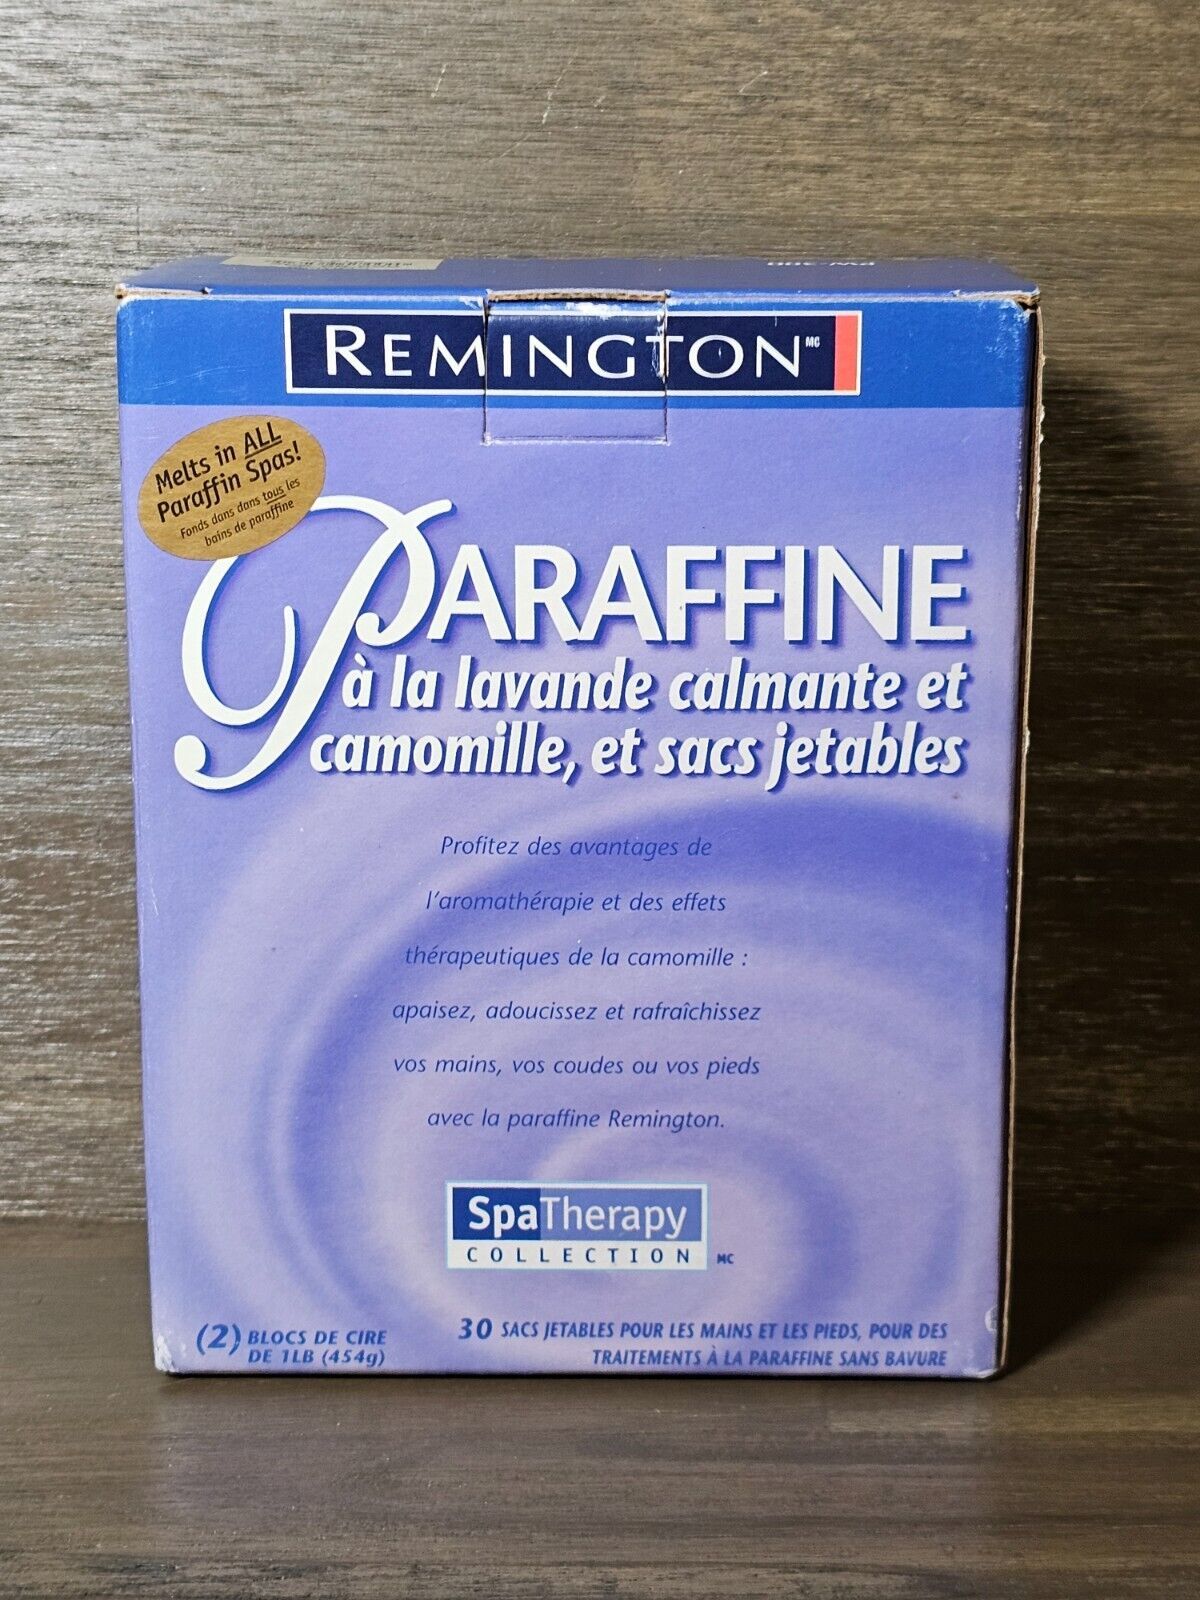 REMINGTON MC
Melts in ALL
Paraffin Spas!
Fonds dans dans tous les
bains de paraffine
PARAFFINE
à la lavande calmante et
camomille, et sacs jetables
Profitez des avantages de
l'aromathérapie et des effets
thérapeutiques de la camomille :
apaisez, adoucissez et rafraîchissez
vos mains, vos coudes ou vos pieds
avec la paraffine Remington.
SpaTherapy
COLLECTION MC
(2) BLOCS DE CIRE
DE 1LB (454g)
30 SACS JETABLES POUR LES MAINS ET LES PIEDS, POUR DES
TRAITEMENTS À LA PARAFFINE SANS BAVURE